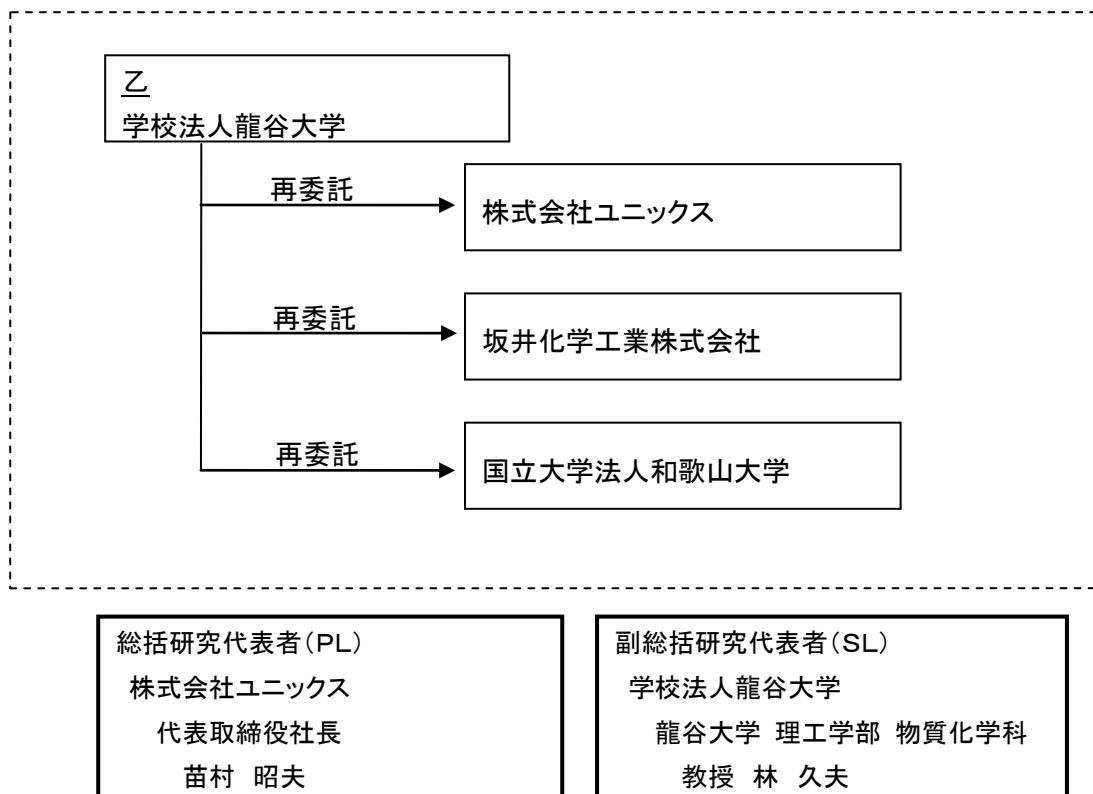 乙
学校法人龍谷大学
再委託
株式会社ユニックス
再委託
坂井化学工業株式会社
再委託
国立大学法人和歌山大学
総括研究代表者(PL)
株式会社ユニックス
代表取締役社長
苗村 昭夫
副総括研究代表者(SL)
学校法人龍谷大学
龍谷大学 理工学部 物質化学科
教授 林 久夫